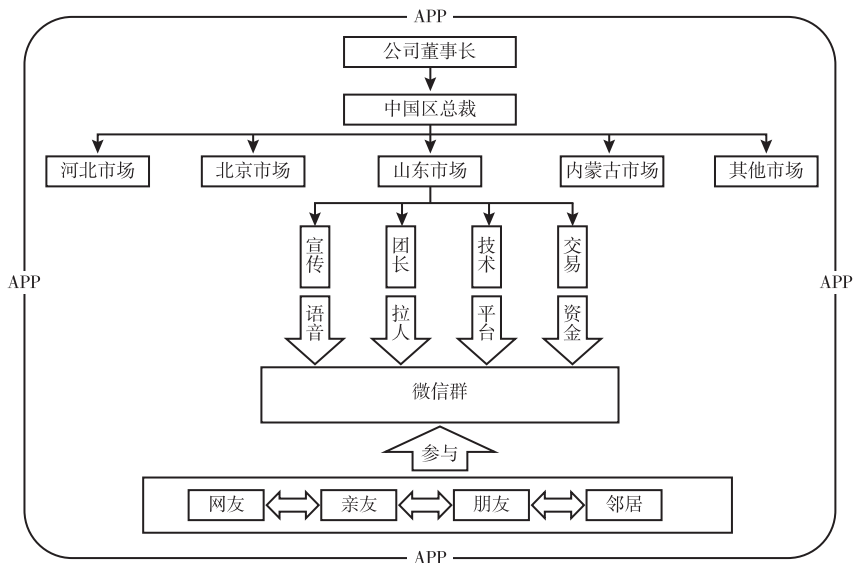 APP
公司董事长
中国区总裁
河北市场
北京市场
山东市场
内蒙古市场
其他市场
宣传
团长
技术
交易
APP
APP
语音
拉人
平台
资金
微信群
参与
网友
亲友
朋友
邻居
APP